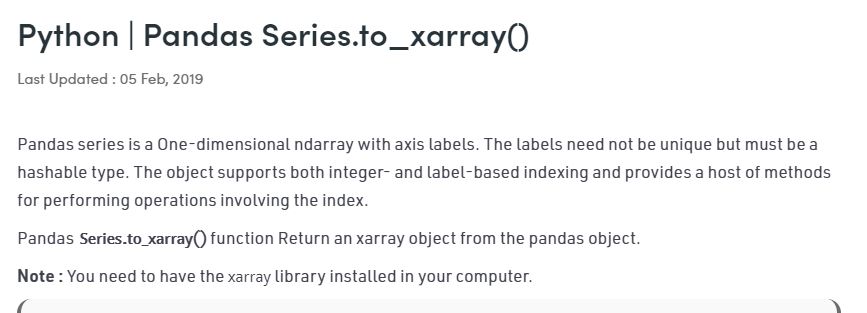 Python | Pandas Series.to_xarray()
Last Updated : 05 Feb, 2019
Pandas series is a One-dimensional ndarray with axis labels. The labels need not be unique but must be a
hashable type. The object supports both integer- and label-based indexing and provides a host of methods
for performing operations involving the index.
Pandas Series.to_xarray() function Return an xarray object from the pandas object.
Note : You need to have the xarray library installed in your computer.